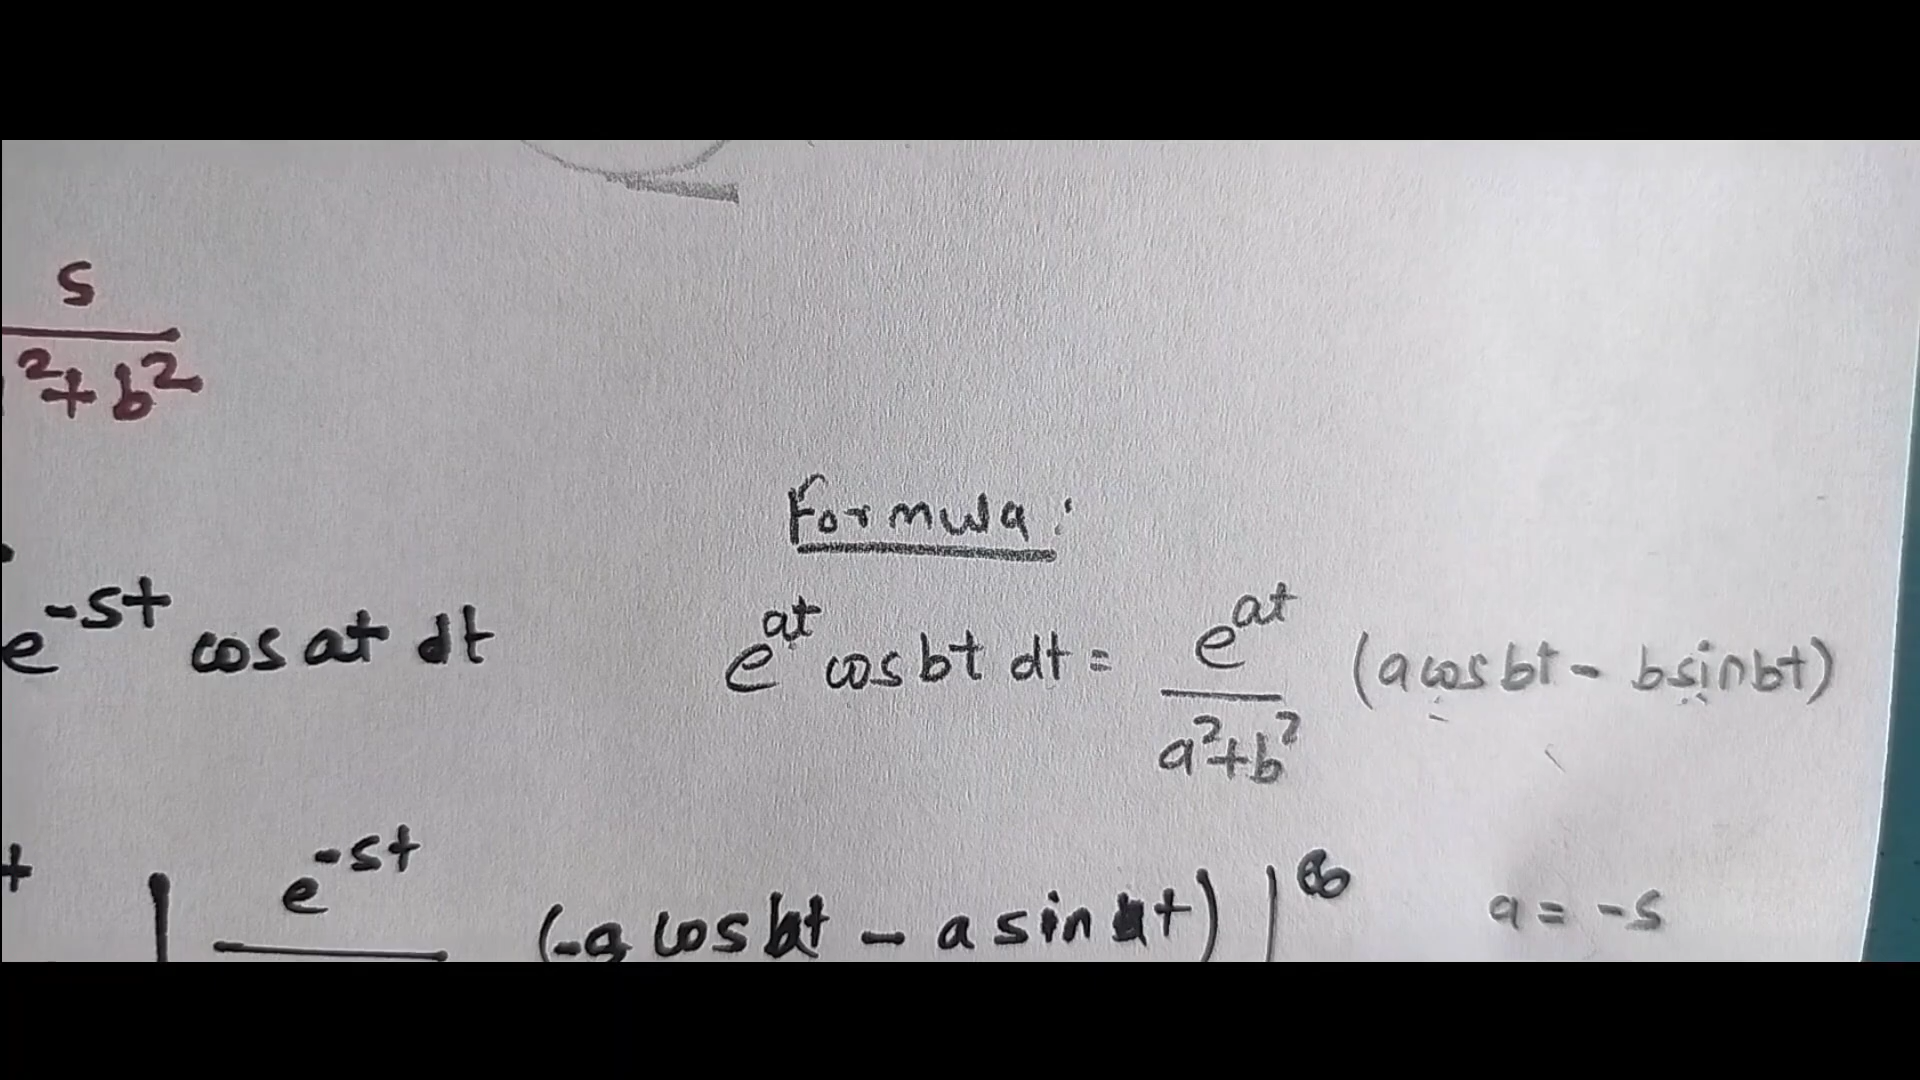 s
2 + b²
Formula:
e^-st cos at dt
e^at cos bt dt = e^at / a²+b² (a cos bt - b sin bt)
+ | e^-st (-a cos bt - a sin at) |^∞
a = -s